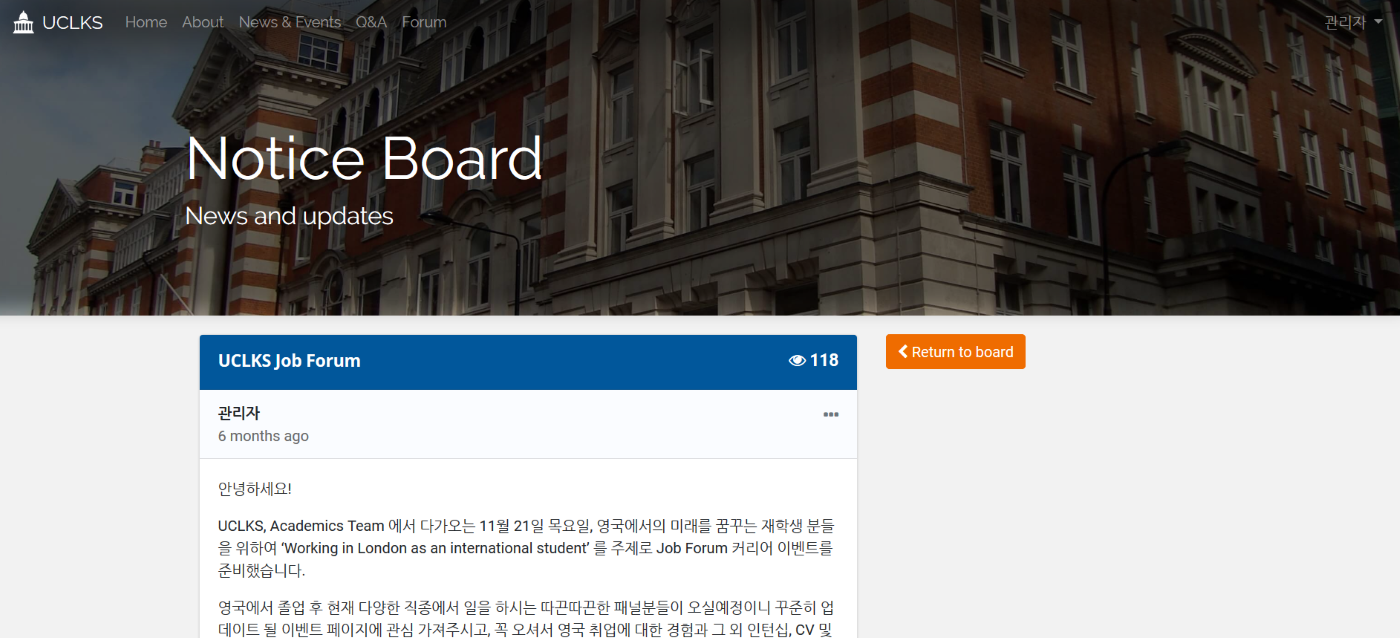 UCLKS Home About News & Events Q&A Forum 관리자
Notice Board
News and updates
UCLKS Job Forum 118
Return to board
관리자
6 months ago
안녕하세요!
UCLKS, Academics Team 에서 다가오는 11월 21일 목요일, 영국에서의 미래를 꿈꾸는 재학생 분들
을 위하여 ‘Working in London as an international student’ 를 주제로 Job Forum 커리어 이벤트를
준비했습니다.
영국에서 졸업 후 현재 다양한 직종에서 일을 하시는 따끈따끈한 패널분들이 오실예정이니 꾸준히 업
데이트 될 이벤트 페이지에 관심 가져주시고, 꼭 오셔서 영국 취업에 대한 경험과 그 외 인턴십, CV 및